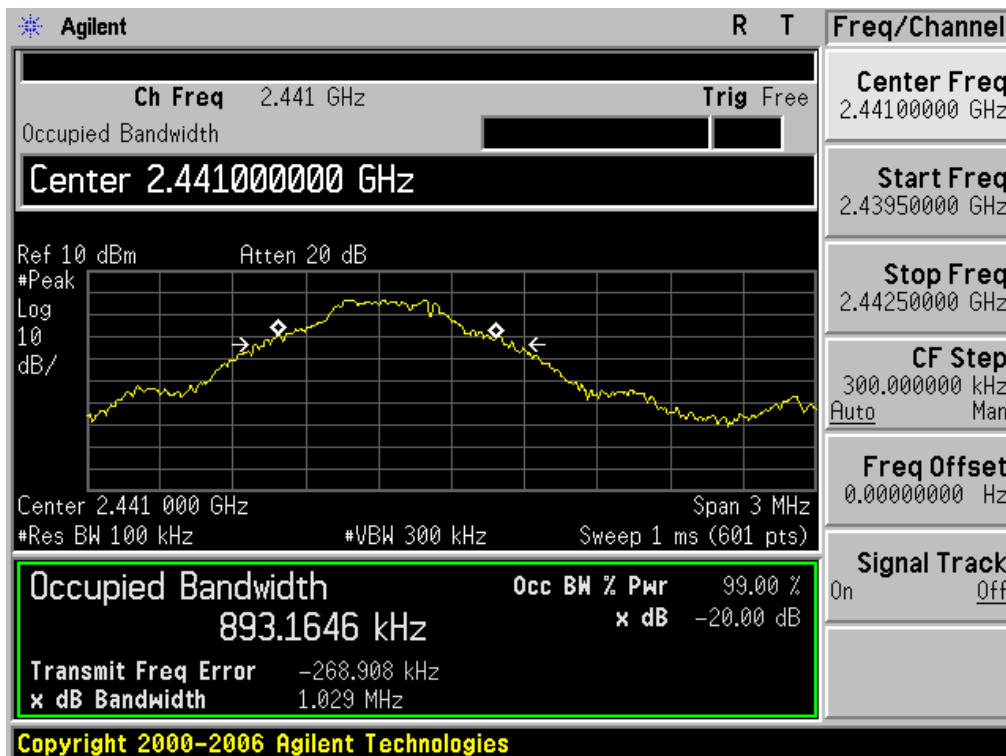 Agilent R T
Ch Freq 2.441 GHz Trig Free
Occupied Bandwidth
Center 2.441000000 GHz
Ref 10 dBm Atten 20 dB
#Peak
Log
10
dB/
Center 2.441 000 GHz Span 3 MHz
#Res BW 100 kHz #VBW 300 kHz Sweep 1 ms (601 pts)
Occupied Bandwidth
893.1646 kHz
Occ BW % Pwr 99.00 %
x dB -20.00 dB
Transmit Freq Error -268.908 kHz
x dB Bandwidth 1.029 MHz
Copyright 2000-2006 Agilent Technologies
Freq/Channel
Center Freq
2.44100000 GHz
Start Freq
2.43950000 GHz
Stop Freq
2.44250000 GHz
CF Step
300.000000 kHz
Auto Man
Freq Offset
0.00000000 Hz
Signal Track
On Off